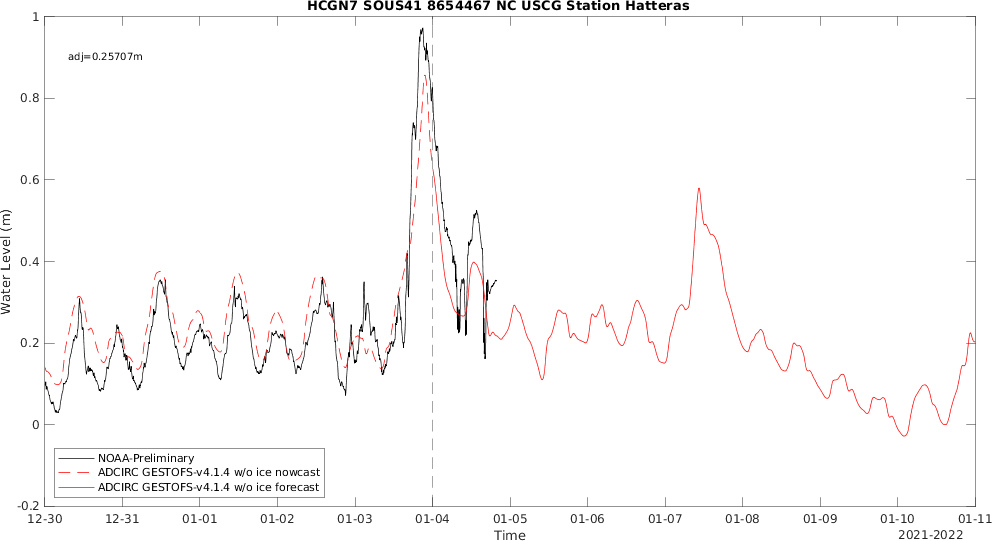 HCGN7 SOUS41 8654467 NC USCG Station Hatteras
adj=0.25707m
Water Level (m)
1
0.8
0.6
0.4
0.2
0
-0.2
NOAA-Preliminary
ADCIRC GESTOFS-v4.1.4 w/o ice nowcast
ADCIRC GESTOFS-v4.1.4 w/o ice forecast
12-30 12-31 01-01 01-02 01-03 01-04 01-05 01-06 01-07 01-08 01-09 01-10 01-11
Time
2021-2022